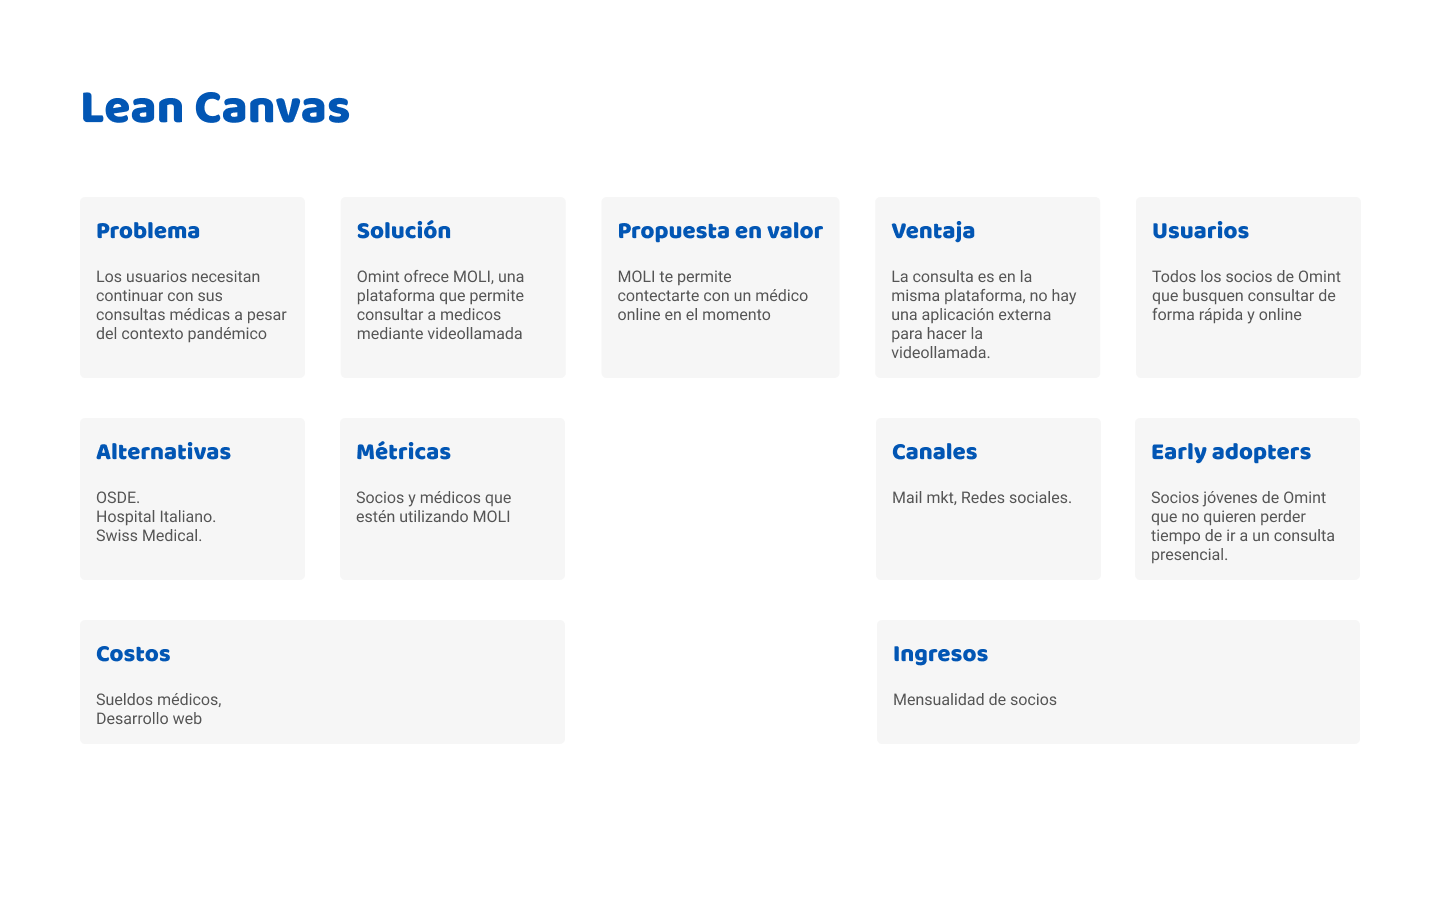 Lean Canvas
Problema
Los usuarios necesitan
continuar con sus
consultas médicas a pesar
del contexto pandémico
Solución
Omint ofrece MOLI, una
plataforma que permite
consultar a medicos
mediante videollamada
Propuesta en valor
MOLI te permite
contectarte con un médico
online en el momento
Ventaja
La consulta es en la
misma plataforma, no hay
una aplicación externa
para hacer la
videollamada.
Usuarios
Todos los socios de Omint
que busquen consultar de
forma rápida y online
Alternativas
OSDE.
Hospital Italiano.
Swiss Medical.
Métricas
Socios y médicos que
estén utilizando MOLI
Canales
Mail mkt, Redes sociales.
Early adopters
Socios jóvenes de Omint
que no quieren perder
tiempo de ir a un consulta
presencial.
Costos
Sueldos médicos,
Desarrollo web
Ingresos
Mensualidad de socios